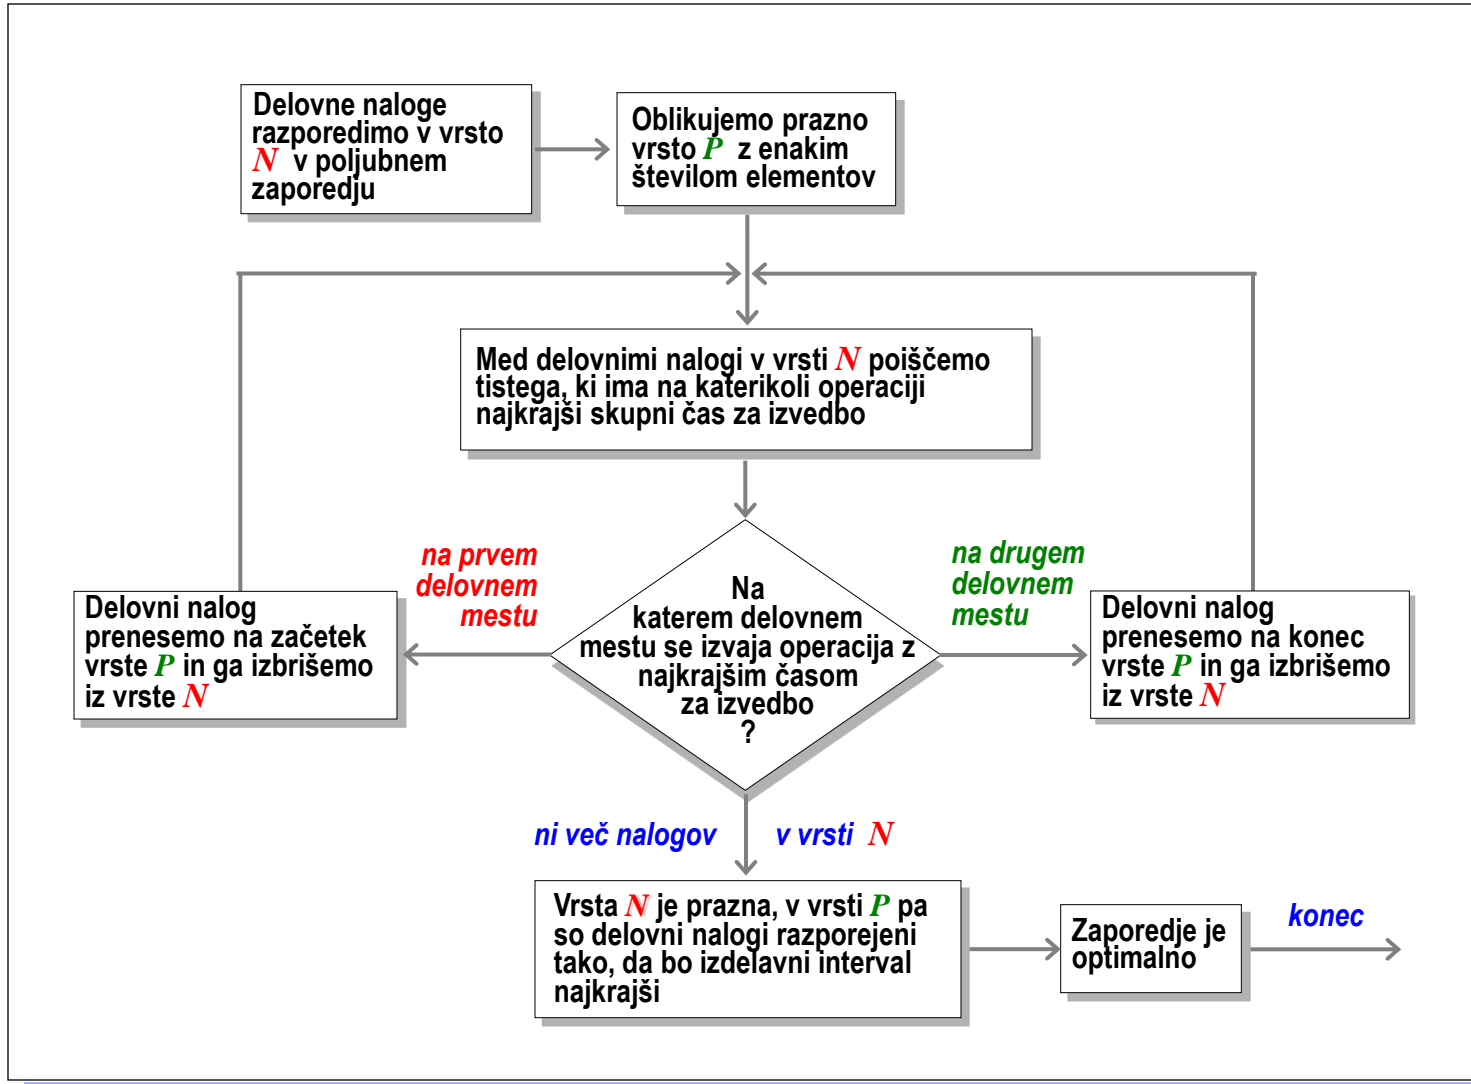 Delovne naloge
razporedimo v vrsto
N v poljubnem
zaporedju
Oblikujemo prazno
vrsto P z enakim
številom elementov
Med delovnimi nalogi v vrsti N poiščemo
tistega, ki ima na katerikoli operaciji
najkrajši skupni čas za izvedbo
na prvem
delovnem
mestu
na drugem
delovnem
mestu
Na
katerem delovnem
mestu se izvaja operacija z
najkrajšim časom
za izvedbo
?
Delovni nalog
prenesemo na začetek
vrste P in ga izbrišemo
iz vrste N
Delovni nalog
prenesemo na konec
vrste P in ga izbrišemo
iz vrste N
ni več nalogov v vrsti N
Vrsta N je prazna, v vrsti P pa
so delovni nalogi razporejeni
tako, da bo izdelavni interval
najkrajši
Zaporedje je
optimalno
konec